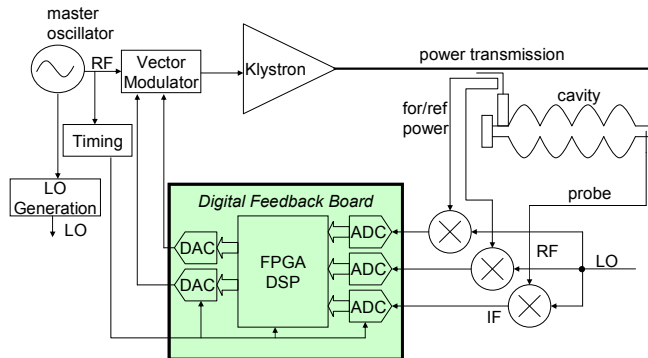 master
oscillator
RF
Vector
Modulator
Klystron
power transmission
for/ref
power
cavity
Timing
LO
Generation
LO
Digital Feedback Board
probe
DAC
DAC
FPGA
DSP
ADC
ADC
ADC
RF
LO
IF